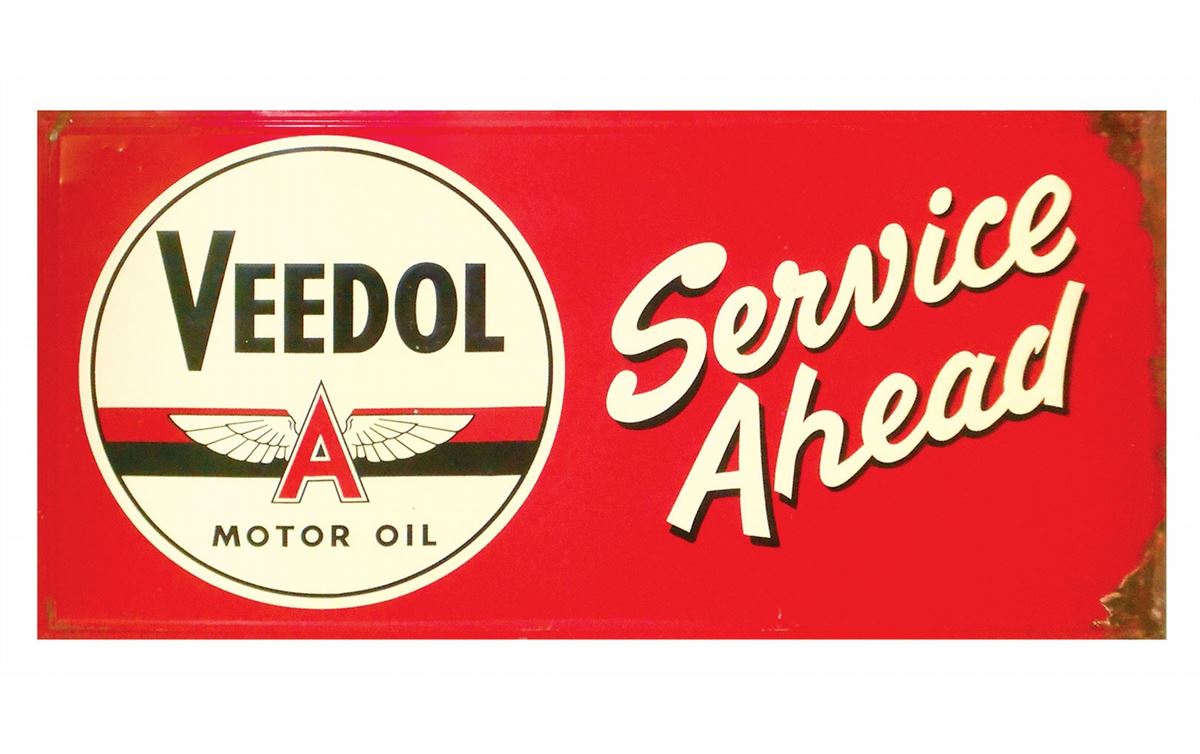 VEEDOL
A
MOTOR OIL
Service
Ahead